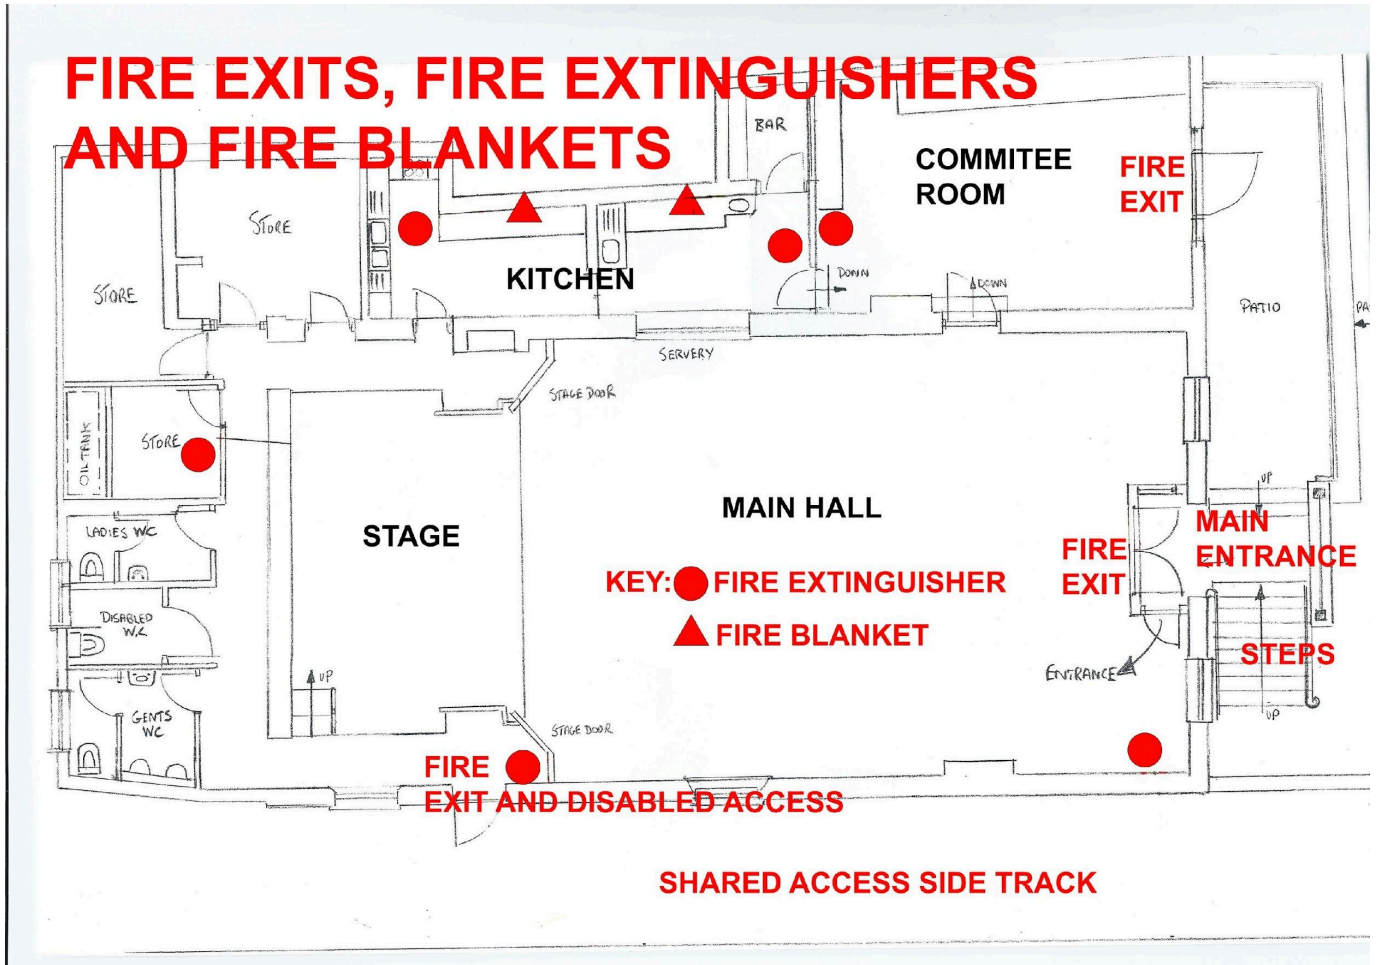 FIRE EXITS, FIRE EXTINGUISHERS
AND FIRE BLANKETS
BAR
COMMITEE
ROOM
FIRE
EXIT
STORE
STORE
KITCHEN
DOWN
DOWN
PATIO
PA
SERVERY
STAGE DOOR
OIL TANK
STORE
STAGE
MAIN HALL
UP
MAIN
ENTRANCE
FIRE
EXIT
LADIES WC
KEY: FIRE EXTINGUISHER
FIRE BLANKET
DISABLED
W.C
STEPS
ENTRANCE
UP
UP
GENTS
WC
STAGE DOOR
FIRE
EXIT AND DISABLED ACCESS
SHARED ACCESS SIDE TRACK